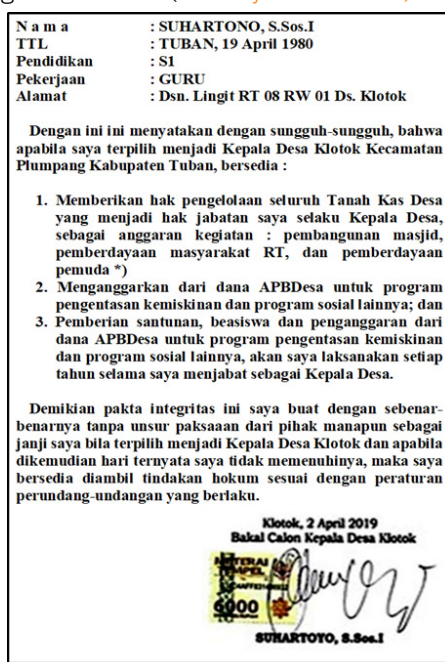 N a m a : SUHARTONO, S.Sos.I
TTL : TUBAN, 19 April 1980
Pendidikan : S1
Pekerjaan : GURU
Alamat : Dsn. Lingit RT 08 RW 01 Ds. Klotok
Dengan ini ini menyatakan dengan sungguh-sungguh, bahwa
apabila saya terpilih menjadi Kepala Desa Klotok Kecamatan
Plumpang Kabupaten Tuban, bersedia :
1. Memberikan hak pengelolaan seluruh Tanah Kas Desa
yang menjadi hak jabatan saya selaku Kepala Desa,
sebagai anggaran kegiatan : pembangunan masjid,
pemberdayaan masyarakat RT, dan pemberdayaan
pemuda *)
2. Menganggarkan dari dana APBDesa untuk program
pengentasan kemiskinan dan program sosial lainnya; dan
3. Pemberian santunan, beasiswa dan penganggaran dari
dana APBDesa untuk program pengentasan kemiskinan
dan program sosial lainnya, akan saya laksanakan setiap
tahun selama saya menjabat sebagai Kepala Desa.
Demikian pakta integritas ini saya buat dengan sebenar-
benarnya tanpa unsur paksaaan dari pihak manapun sebagai
janji saya bila terpilih menjadi Kepala Desa Klotok dan apabila
dikemudian hari ternyata saya tidak memenuhinya, maka saya
bersedia diambil tindakan hokum sesuai dengan peraturan
perundang-undangan yang berlaku.
Klotok, 2 April 2019
Bakal Calon Kepala Desa Klotok
METERAI
TEMPEL
6000
SUHARTOYO, S.Sos.I